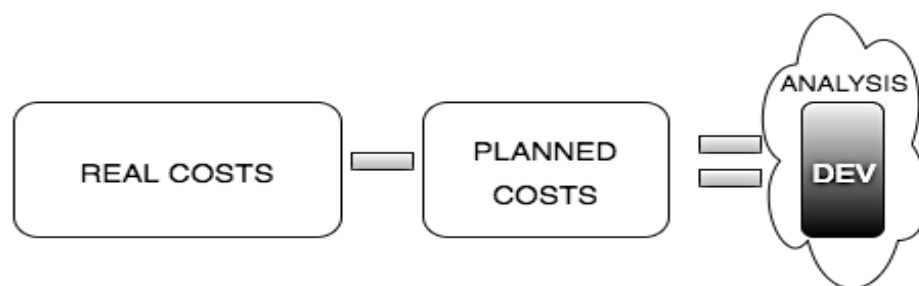 ANALYSIS
REAL COSTS
PLANNED
COSTS
DEV